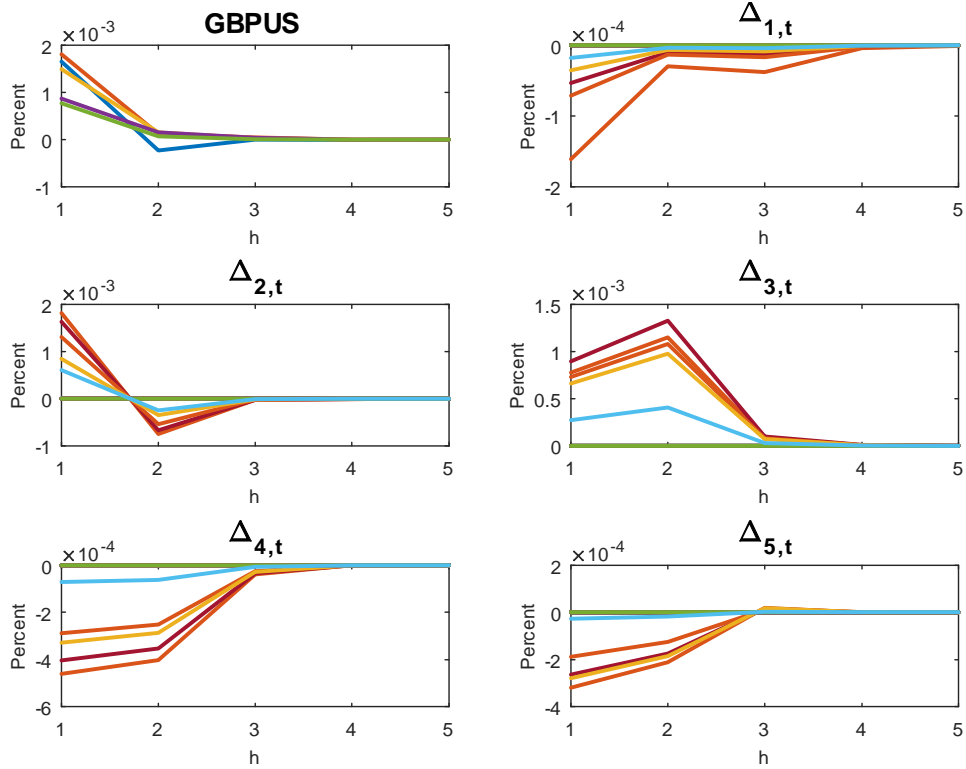 GBPUS
×10⁻³
Percent
2
1
0
-1
1 2 3 4 5
h
Δ1,t
×10⁻⁴
Percent
0
-1
-2
1 2 3 4 5
h
Δ2,t
×10⁻³
Percent
2
1
0
-1
1 2 3 4 5
h
Δ3,t
×10⁻³
Percent
1.5
1
0.5
0
1 2 3 4 5
h
Δ4,t
×10⁻⁴
Percent
0
-2
-4
-6
1 2 3 4 5
h
Δ5,t
×10⁻⁴
Percent
2
0
-2
-4
1 2 3 4 5
h